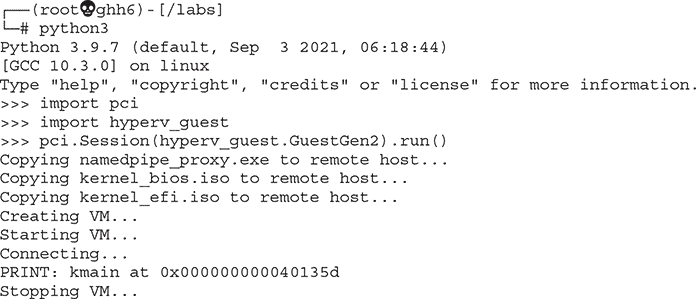 ┌──(root💀ghh6)-[/labs]
└─# python3
Python 3.9.7 (default, Sep  3 2021, 06:18:44)
[GCC 10.3.0] on linux
Type "help", "copyright", "credits" or "license" for more information.
>>> import pci
>>> import hyperv_guest
>>> pci.Session(hyperv_guest.GuestGen2).run()
Copying namedpipe_proxy.exe to remote host...
Copying kernel_bios.iso to remote host...
Copying kernel_efi.iso to remote host...
Creating VM...
Starting VM...
Connecting...
PRINT: kmain at 0x000000000040135d
Stopping VM...